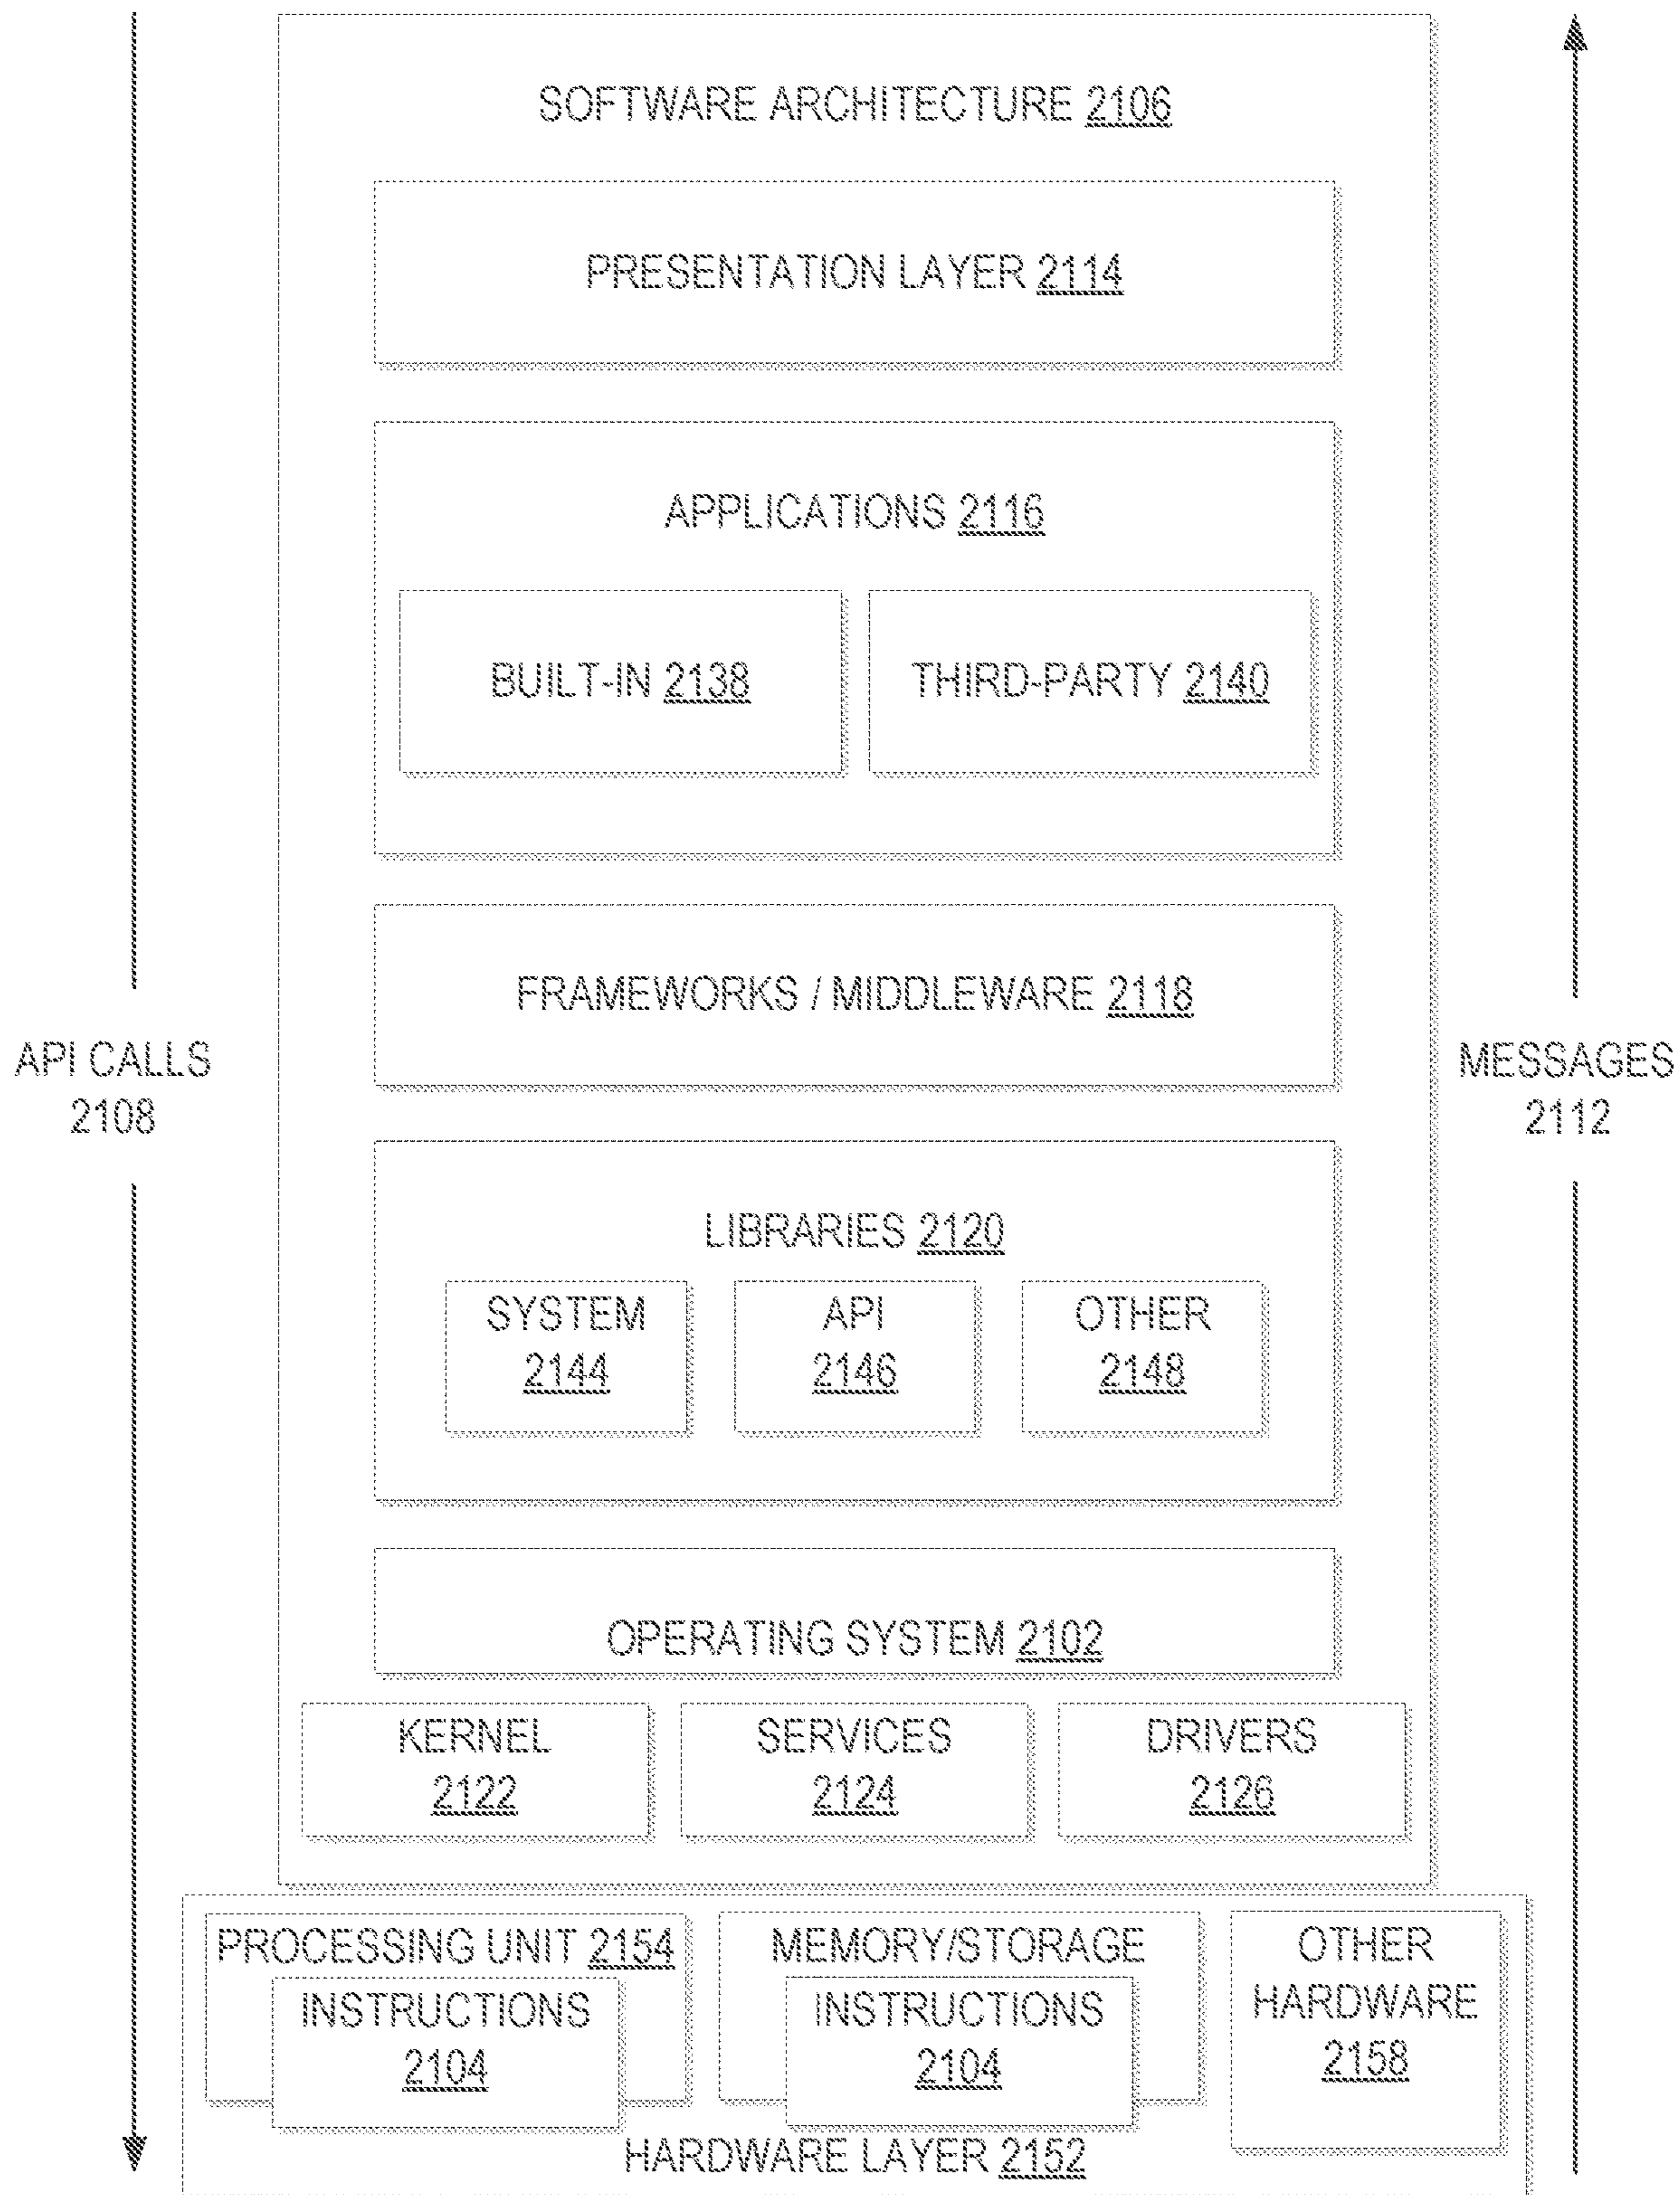 SOFTWARE ARCHITECTURE 2106
PRESENTATION LAYER 2114
APPLICATIONS 2116
BUILT-IN 2138
THIRD-PARTY 2140
FRAMEWORKS / MIDDLEWARE 2118
API CALLS
2108
MESSAGES
2112
LIBRARIES 2120
SYSTEM
2144
API
2146
OTHER
2148
OPERATING SYSTEM 2102
KERNEL
2122
SERVICES
2124
DRIVERS
2126
PROCESSING UNIT 2154
INSTRUCTIONS
2104
MEMORY/STORAGE
INSTRUCTIONS
2104
OTHER
HARDWARE
2158
HARDWARE LAYER 2152